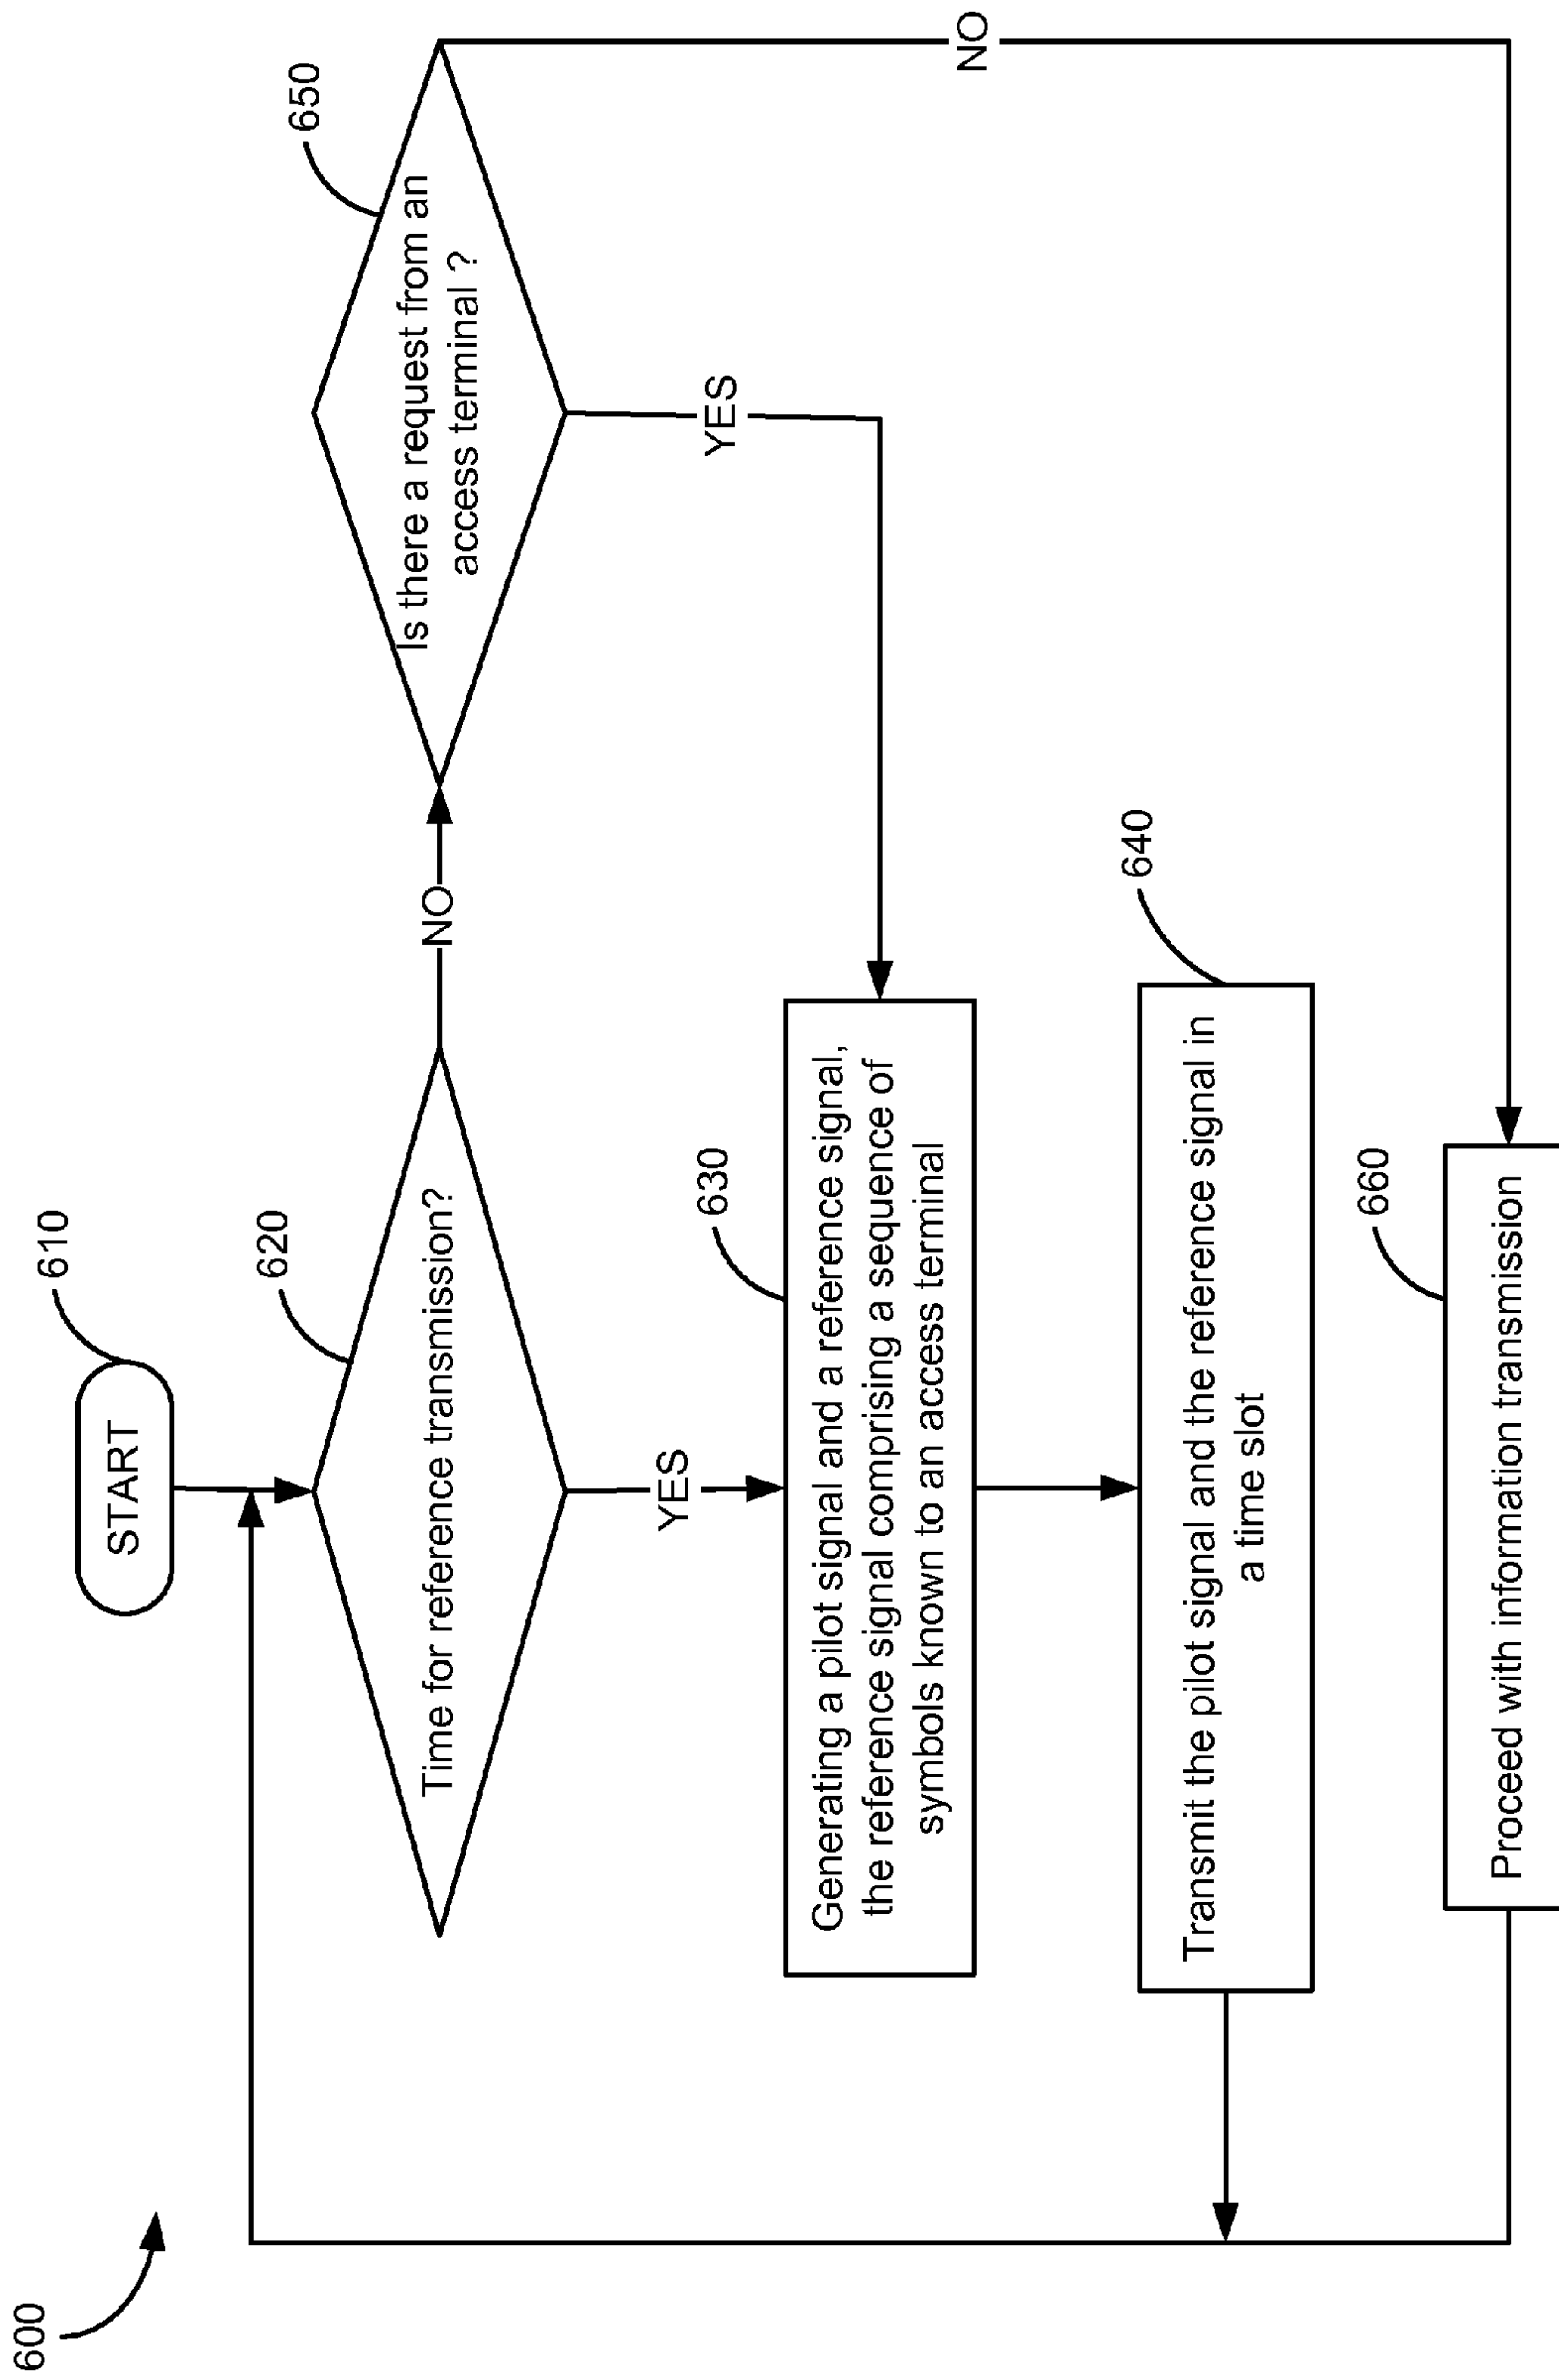 600
START
610
Time for reference transmission?
620
NO
Is there a request from an
access terminal ?
650
YES
YES
NO
Generating a pilot signal and a reference signal,
the reference signal comprising a sequence of
symbols known to an access terminal
630
Transmit the pilot signal and the reference signal in
a time slot
640
Proceed with information transmission
660